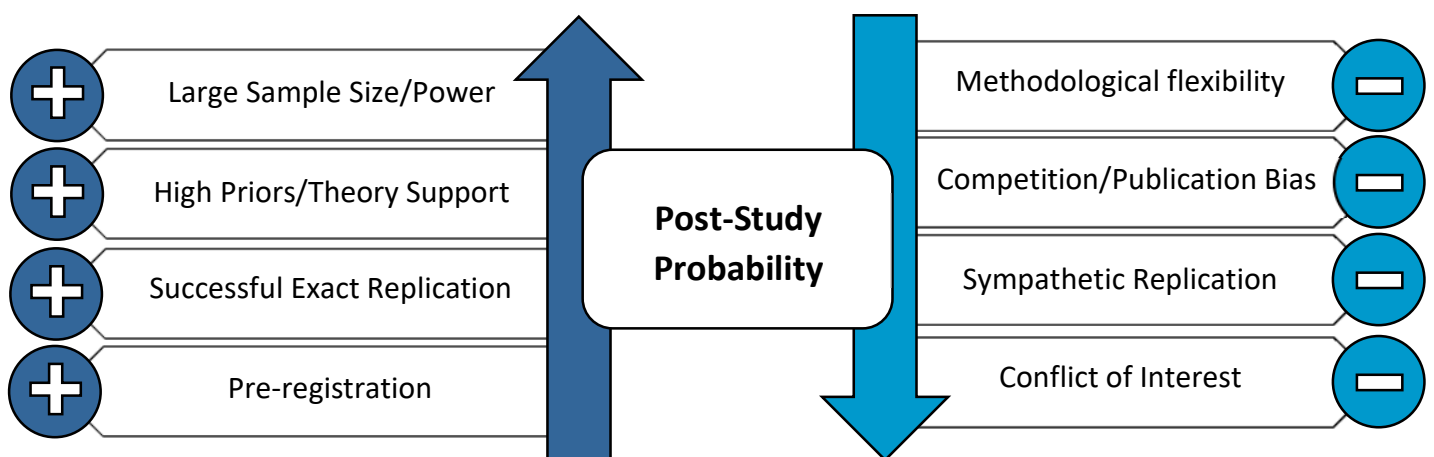 Large Sample Size/Power
High Priors/Theory Support
Successful Exact Replication
Pre-registration
Post-Study
Probability
Methodological flexibility
Competition/Publication Bias
Sympathetic Replication
Conflict of Interest